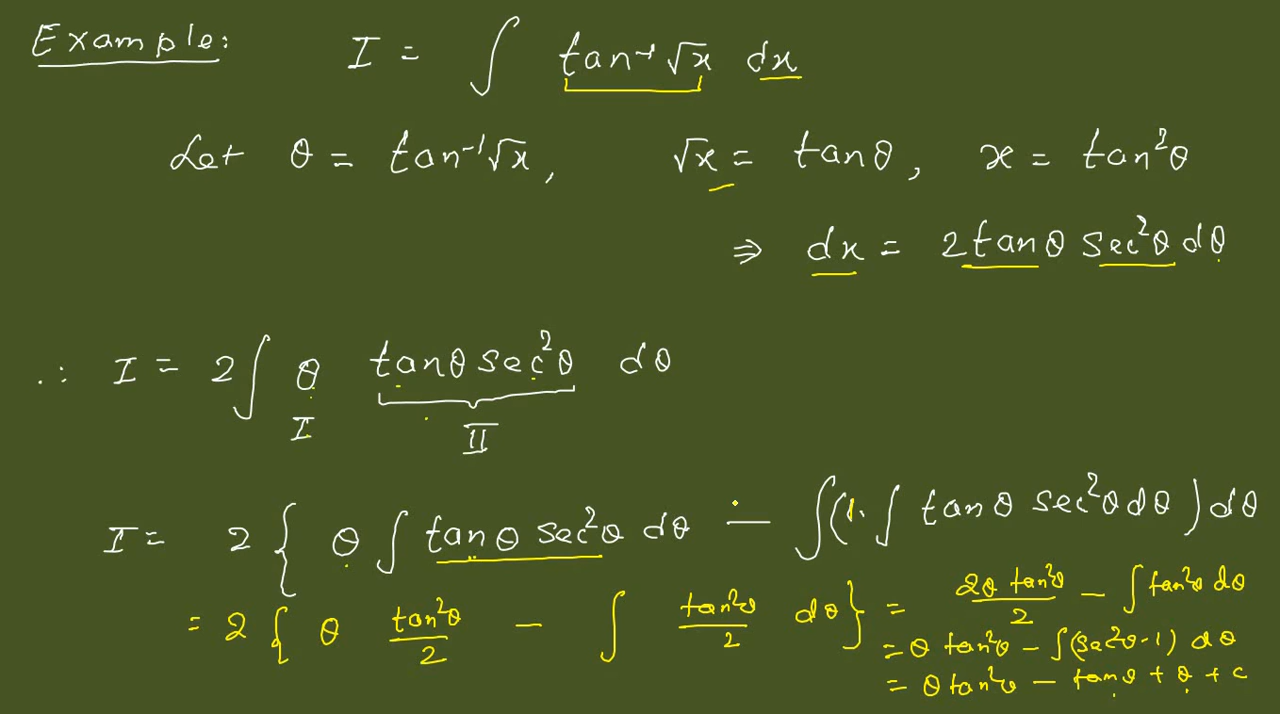 Example: I = ∫ tan⁻¹√x dx
Let θ = tan⁻¹√x, √x = tanθ, x = tan²θ
⇒ dx = 2tanθ sec²θ dθ
∴ I = 2∫ θ tanθ sec²θ dθ
I II
I = 2 { θ ∫ tanθ sec²θ dθ — ∫(1. ∫ tanθ sec²θ dθ) dθ
= 2 { θ tan²θ/2 − ∫ tan²θ/2 dθ } = 2θ tan²θ/2 − ∫tan²θ dθ
= θ tan²θ − ∫(sec²θ-1) dθ
= θ tan²θ − tanθ + θ + c